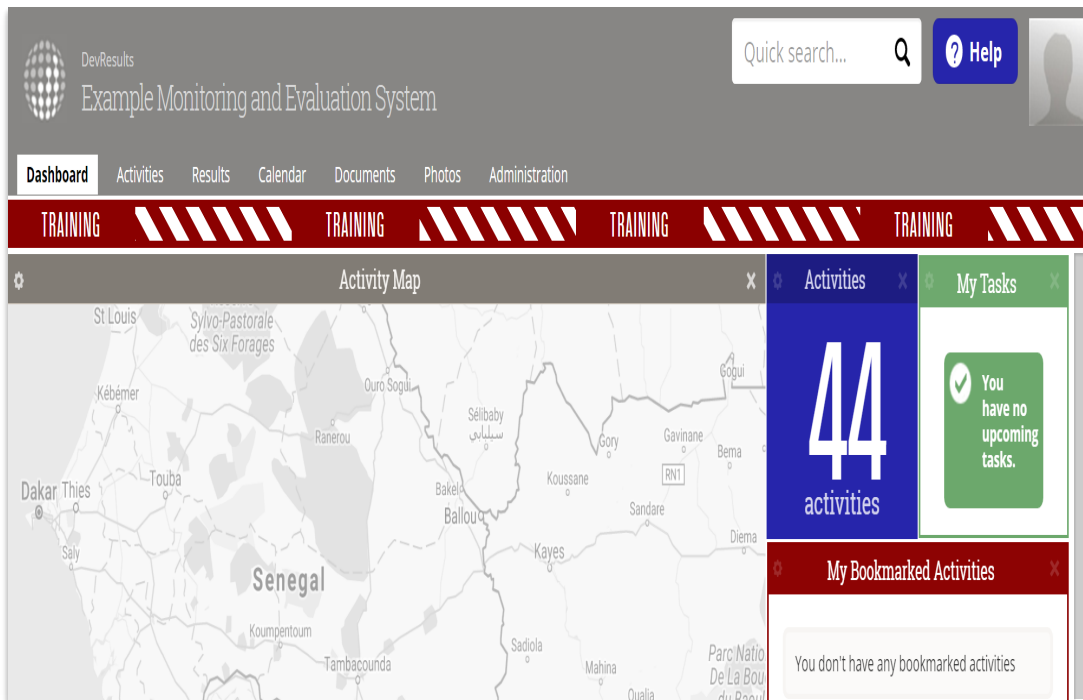 DevResults
Example Monitoring and Evaluation System
Quick search...
? Help
Dashboard Activities Results Calendar Documents Photos Administration
TRAINING TRAINING TRAINING TRAINING
Activity Map
St Louis
Sylvo-Pastorale
des Six Forages
Kébémer
Ouro Sogui
Gogui
Sélibaby
سيليبابي
Ranerou
Gory
Gavinane
Bema
RN1
Dakar
Thies
Touba
Bakel
Ballou
Koussane
Sandare
Diema
Saly
Kayes
Senegal
Koumpentoum
Tambacounda
Sadiola
Mahina
Oualia
Parc Natio
De La Bou
du Baoul
Activities
44
activities
My Tasks
You
have no
upcoming
tasks.
My Bookmarked Activities
You don't have any bookmarked activities